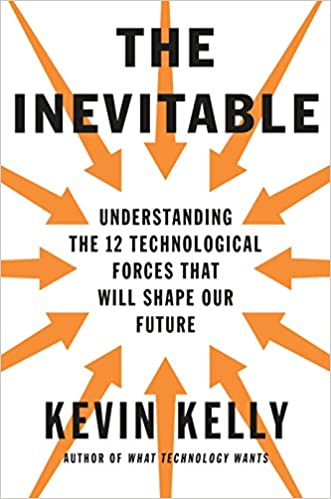 THE
INEVITABLE
UNDERSTANDING
THE 12 TECHNOLOGICAL
FORCES THAT
WILL SHAPE OUR
FUTURE
KEVIN KELLY
AUTHOR OF WHAT TECHNOLOGY WANTS